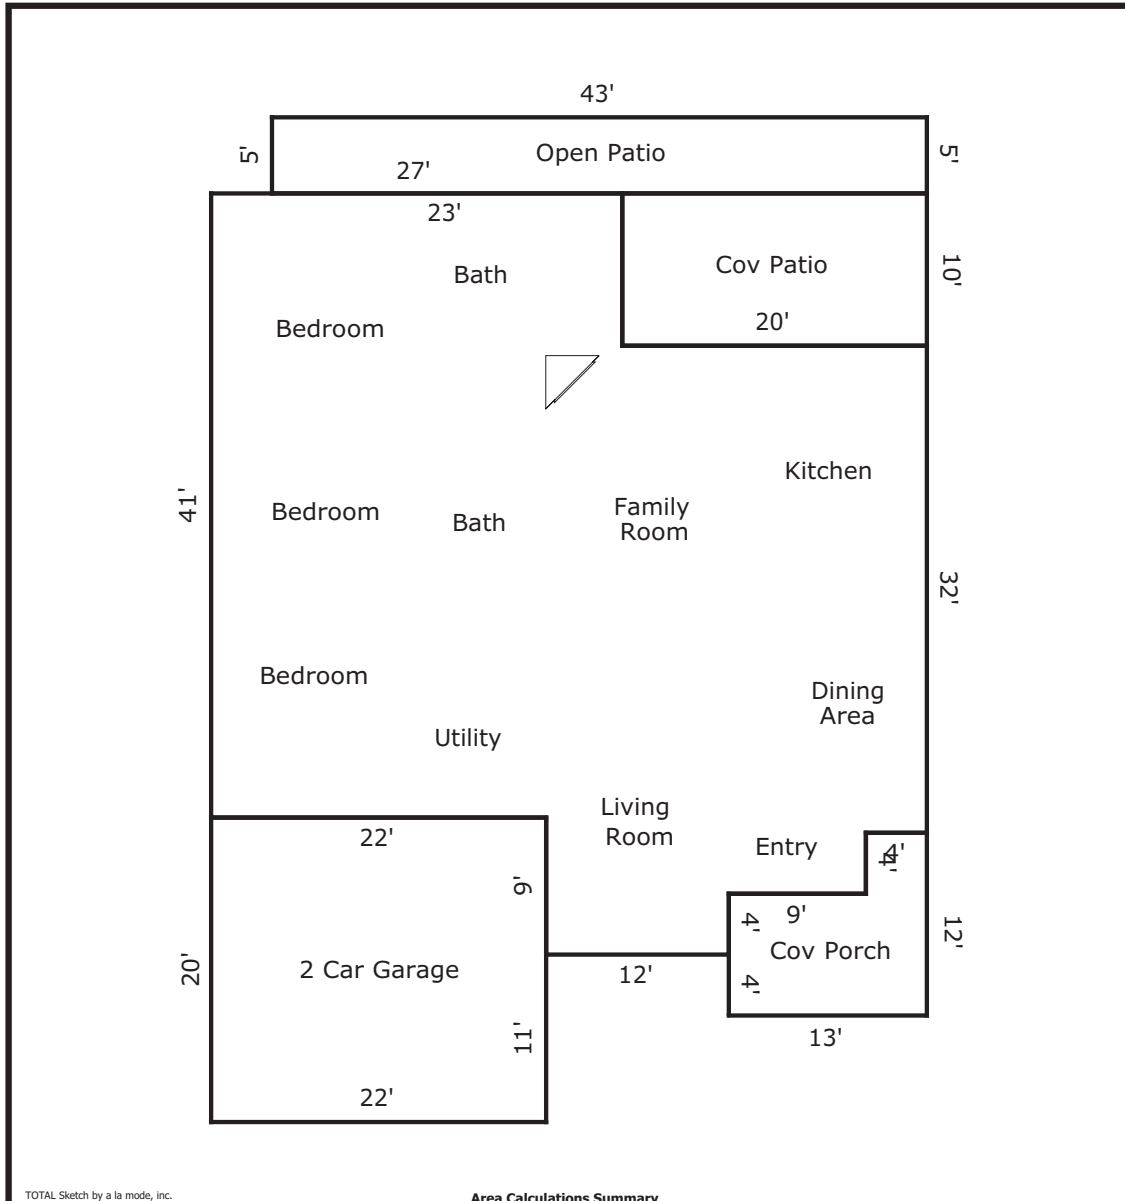 43'
5'
Open Patio
5'
27'
23'
Bath
Cov Patio
10'
Bedroom
20'
Kitchen
41'
Bedroom
Bath
Family
Room
32'
Bedroom
Dining
Area
Utility
Living
Room
Entry
4'
4'
22'
9'
4'
9'
12'
Cov Porch
20'
2 Car Garage
12'
4'
11'
13'
22'
TOTAL Sketch by a la mode, inc.
Area Calculations Summary